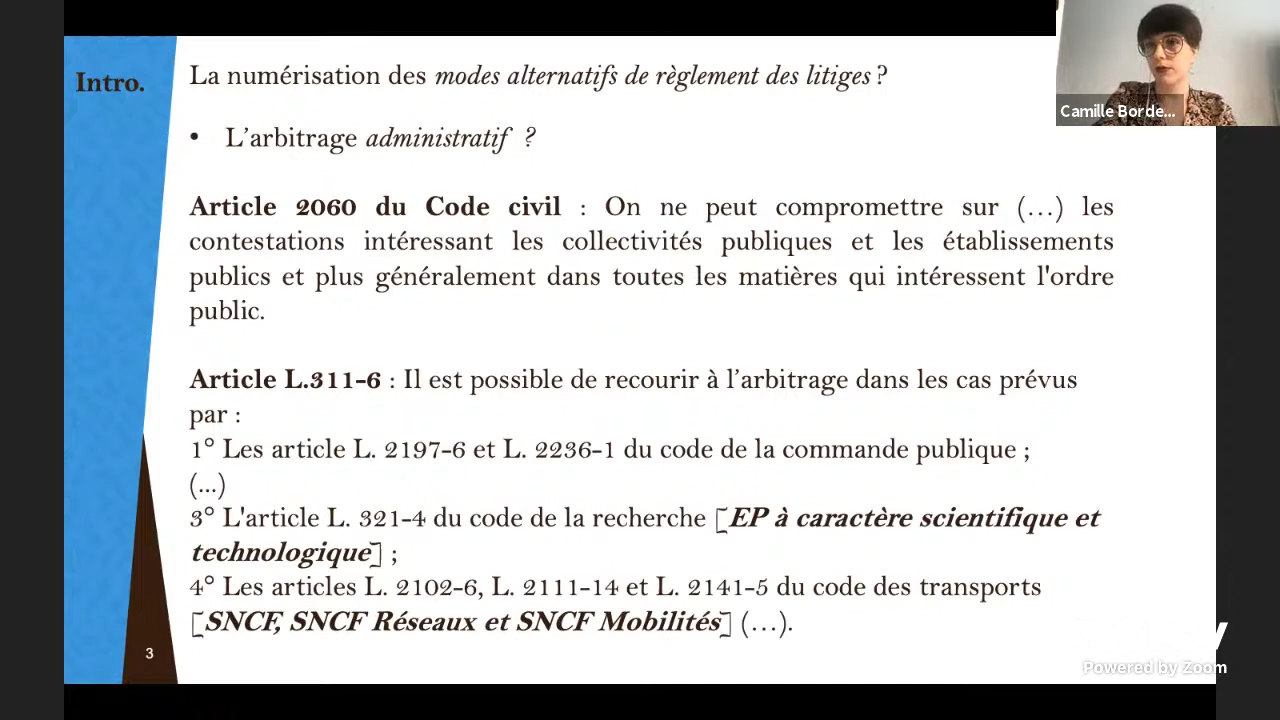 Intro.
La numérisation des modes alternatifs de règlement des litiges ?
• L'arbitrage administratif ?
Article 2060 du Code civil : On ne peut compromettre sur (…) les
contestations intéressant les collectivités publiques et les établissements
publics et plus généralement dans toutes les matières qui intéressent l'ordre
public.
Article L.311-6 : Il est possible de recourir à l'arbitrage dans les cas prévus
par :
1° Les article L. 2197-6 et L. 2236-1 du code de la commande publique ;
(...)
3° L'article L. 321-4 du code de la recherche [EP à caractère scientifique et
technologique] ;
4° Les articles L. 2102-6, L. 2111-14 et L. 2141-5 du code des transports
[SNCF, SNCF Réseaux et SNCF Mobilités] (…).
3
Camille Borde...
Powered by Zoom